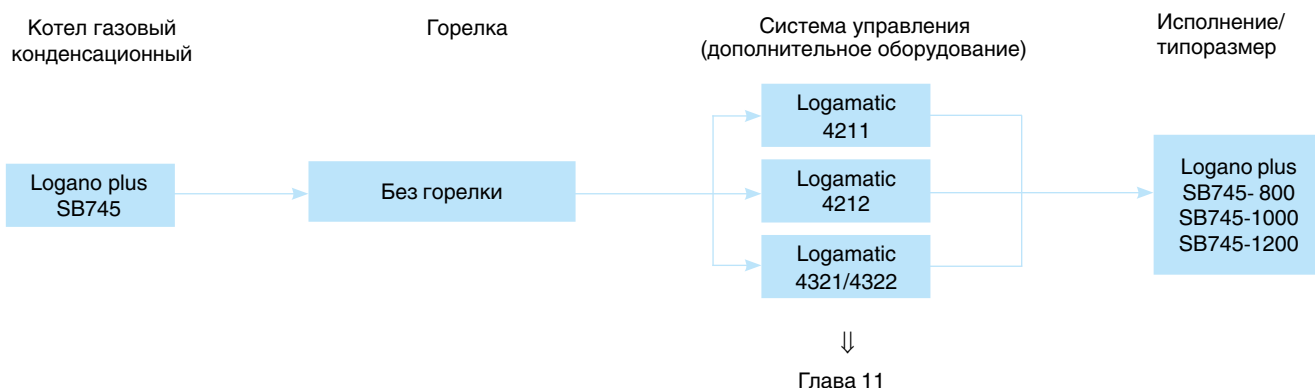 Котел газовый
конденсационный
Горелка
Система управления
(дополнительное оборудование)
Исполнение/
типоразмер
Logano plus
SB745
Без горелки
Logamatic
4211
Logamatic
4212
Logamatic
4321/4322
Logano plus
SB745- 800
SB745-1000
SB745-1200
⇓
Глава 11